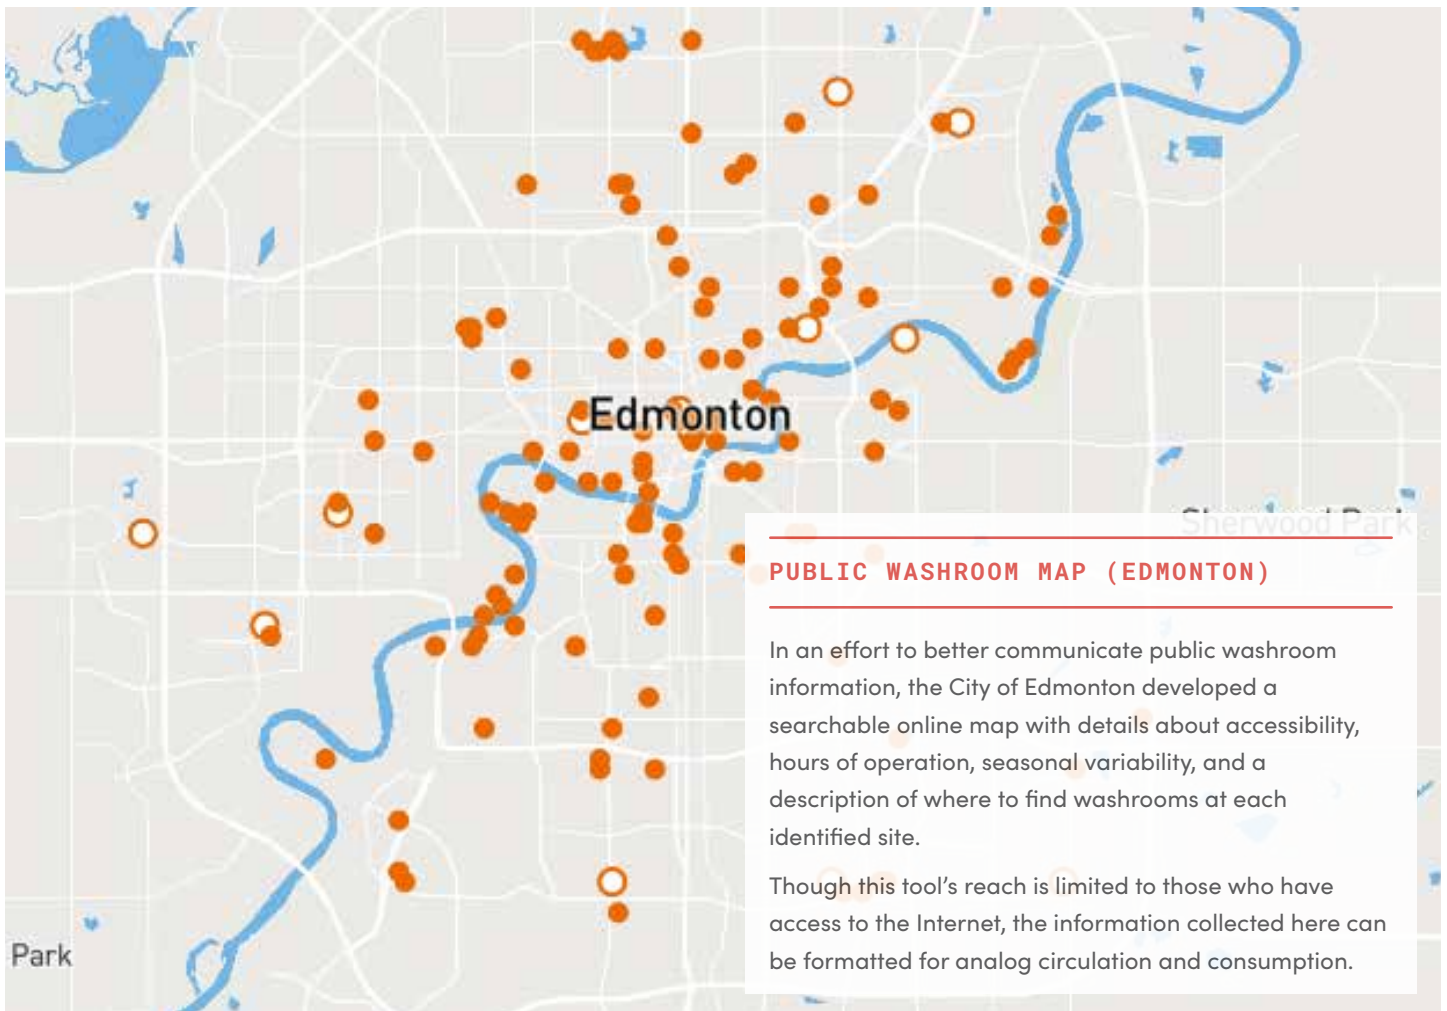 Edmonton
Sherwood Park
PUBLIC WASHROOM MAP (EDMONTON)
In an effort to better communicate public washroom
information, the City of Edmonton developed a
searchable online map with details about accessibility,
hours of operation, seasonal variability, and a
description of where to find washrooms at each
identified site.
Though this tool’s reach is limited to those who have
access to the Internet, the information collected here can
be formatted for analog circulation and consumption.
Park